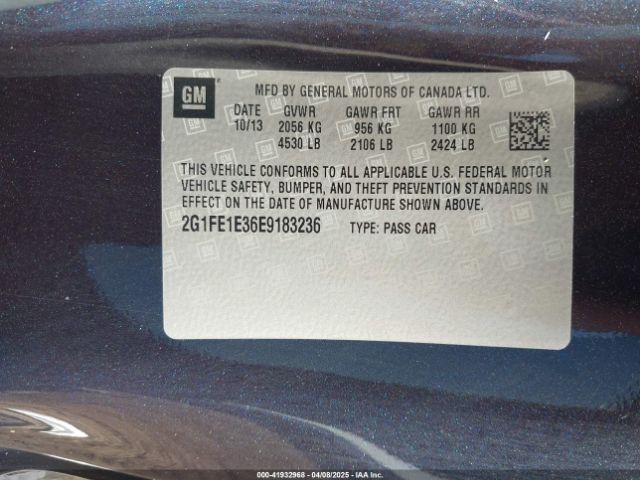 GM
MFD BY GENERAL MOTORS OF CANADA LTD.
DATE GVWR GAWR FRT GAWR RR
10/13 2056 KG 956 KG 1100 KG
4530 LB 2106 LB 2424 LB
THIS VEHICLE CONFORMS TO ALL APPLICABLE U.S. FEDERAL MOTOR
VEHICLE SAFETY, BUMPER, AND THEFT PREVENTION STANDARDS IN
EFFECT ON THE DATE OF MANUFACTURE SHOWN ABOVE.
2G1FE1E36E9183236 TYPE: PASS CAR
000-41932968 - 04/08/2025 - IAAI.CA